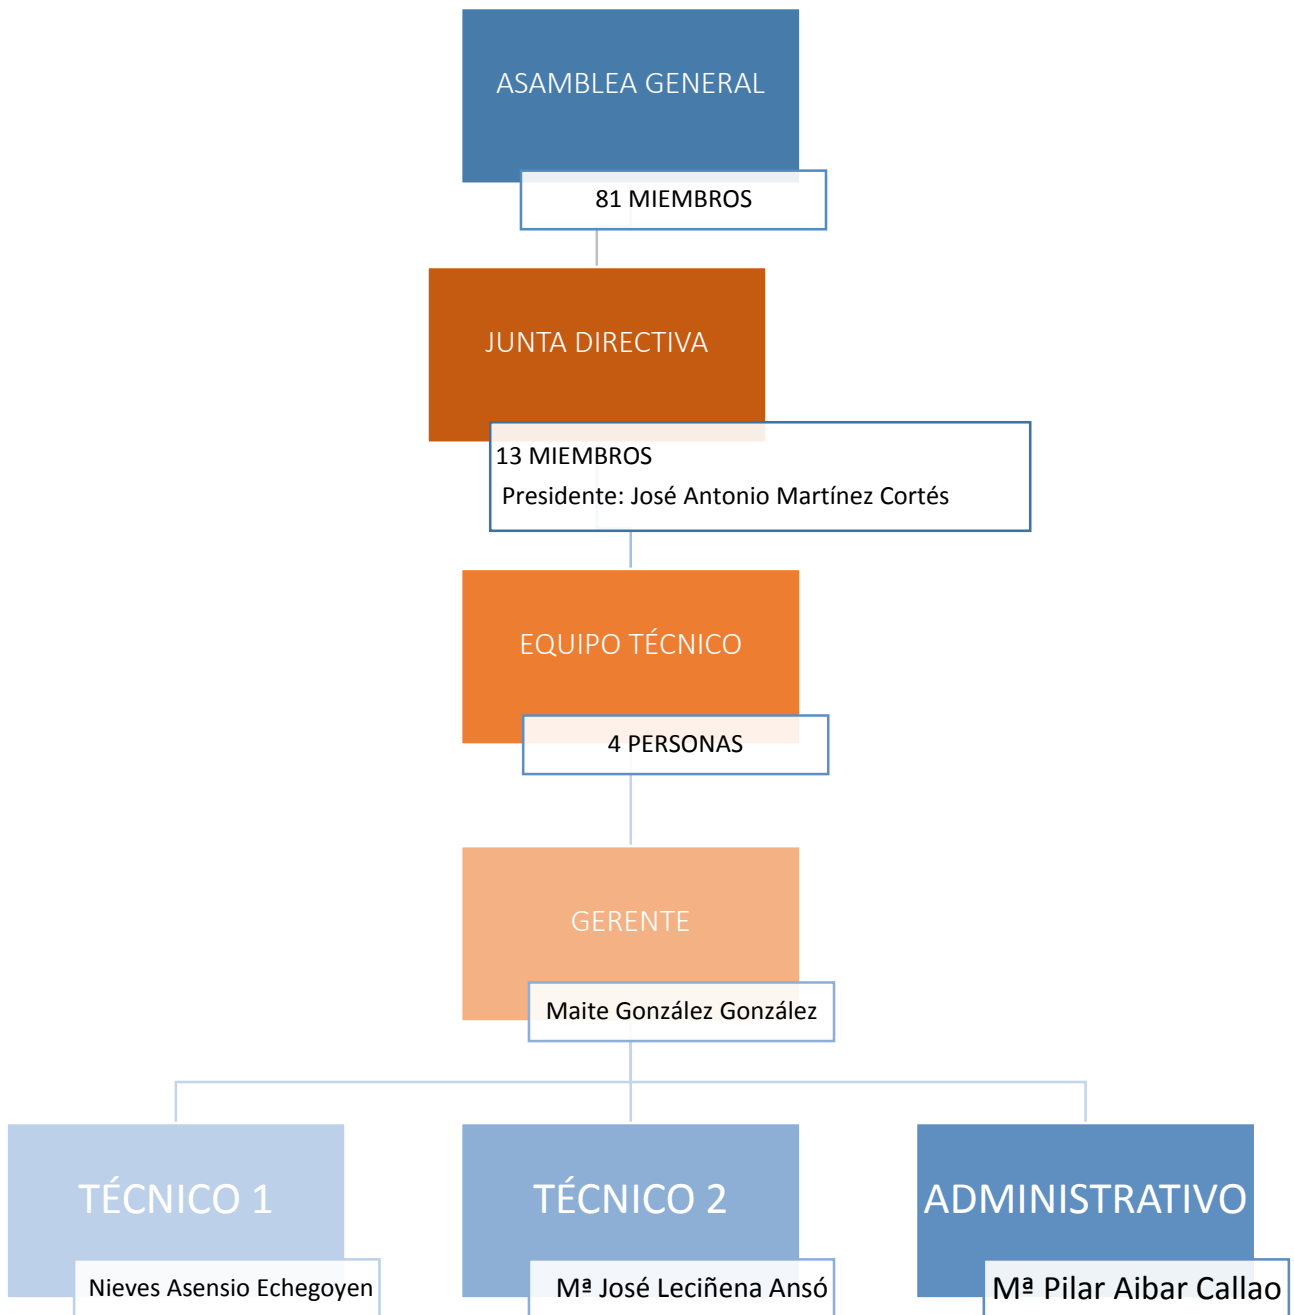 ASAMBLEA GENERAL
81 MIEMBROS
JUNTA DIRECTIVA
13 MIEMBROS
Presidente: José Antonio Martínez Cortés
EQUIPO TÉCNICO
4 PERSONAS
GERENTE
Maite González González
TÉCNICO 1
Nieves Asensio Echegoyen
TÉCNICO 2
Mª José Leciñena Ansó
ADMINISTRATIVO
Mª Pilar Aibar Callao